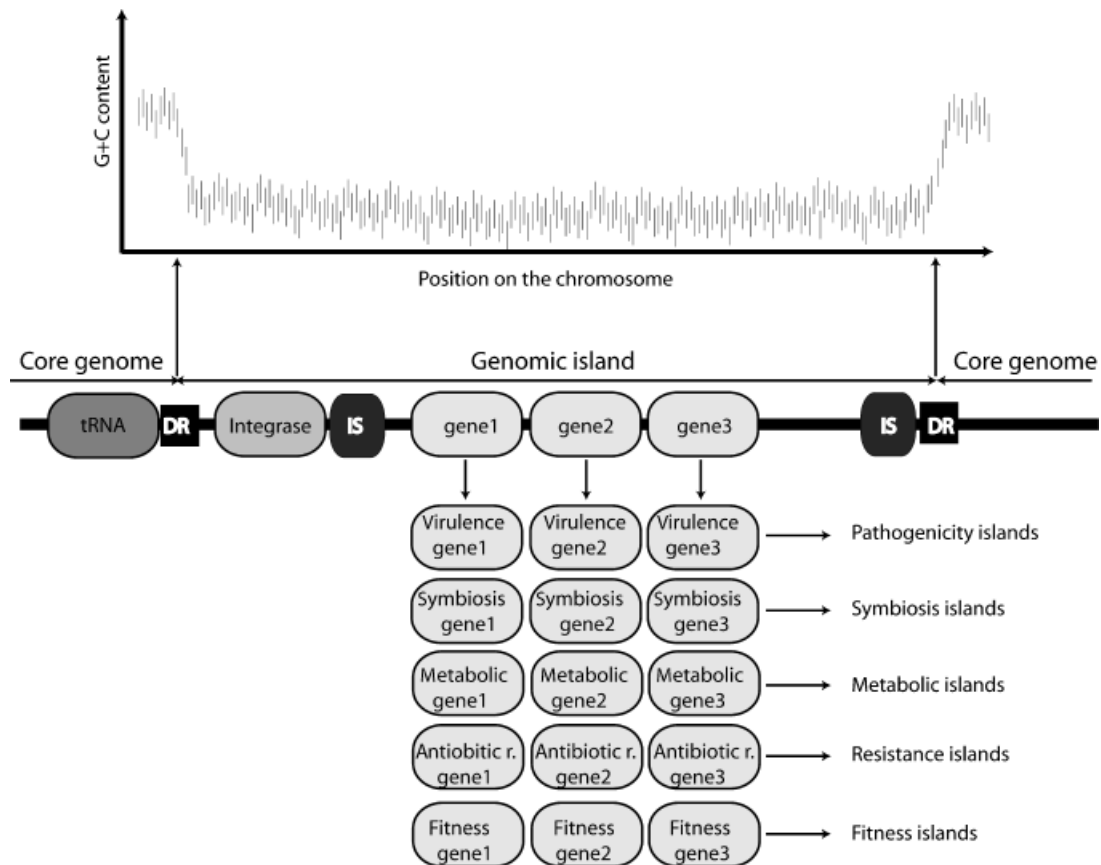 G+C content
Position on the chromosome
Core genome
Genomic island
Core genome
tRNA
DR
Integrase
IS
gene1
gene2
gene3
IS
DR
Virulence
gene1
Virulence
gene2
Virulence
gene3
Pathogenicity islands
Symbiosis
gene1
Symbiosis
gene2
Symbiosis
gene3
Symbiosis islands
Metabolic
gene1
Metabolic
gene2
Metabolic
gene3
Metabolic islands
Antiobitic r.
gene1
Antibiotic r.
gene2
Antibiotic r.
gene3
Resistance islands
Fitness
gene1
Fitness
gene2
Fitness
gene3
Fitness islands